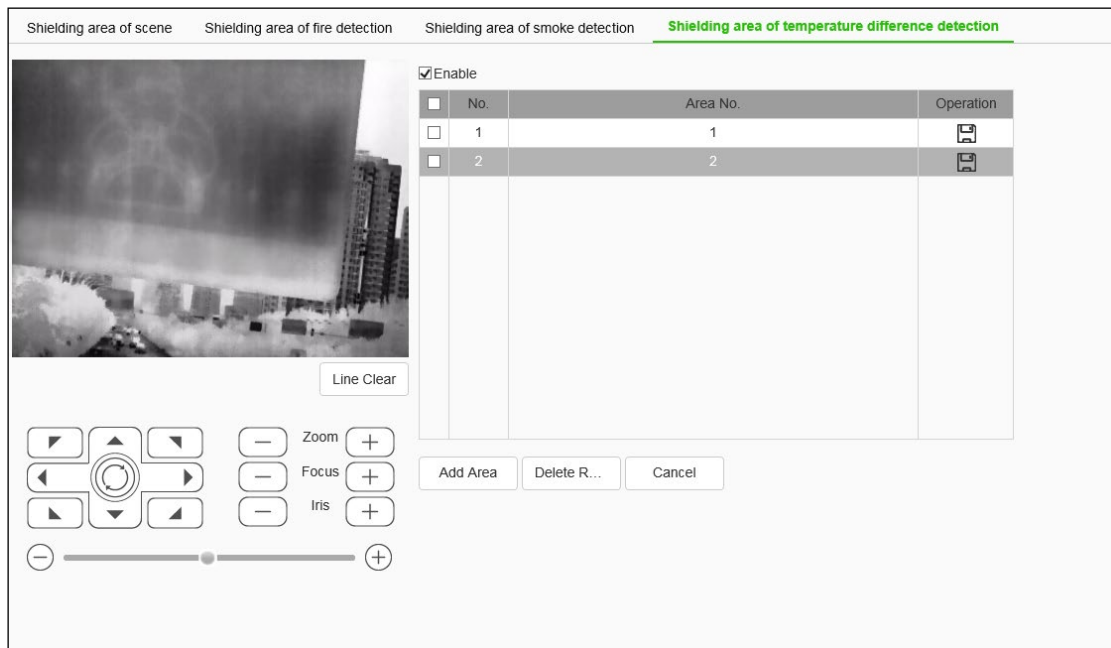 Shielding area of scene Shielding area of fire detection Shielding area of smoke detection Shielding area of temperature difference detection
Enable
No. Area No. Operation
1 1
2 2
Line Clear
Zoom
Focus
Iris
Add Area Delete R... Cancel